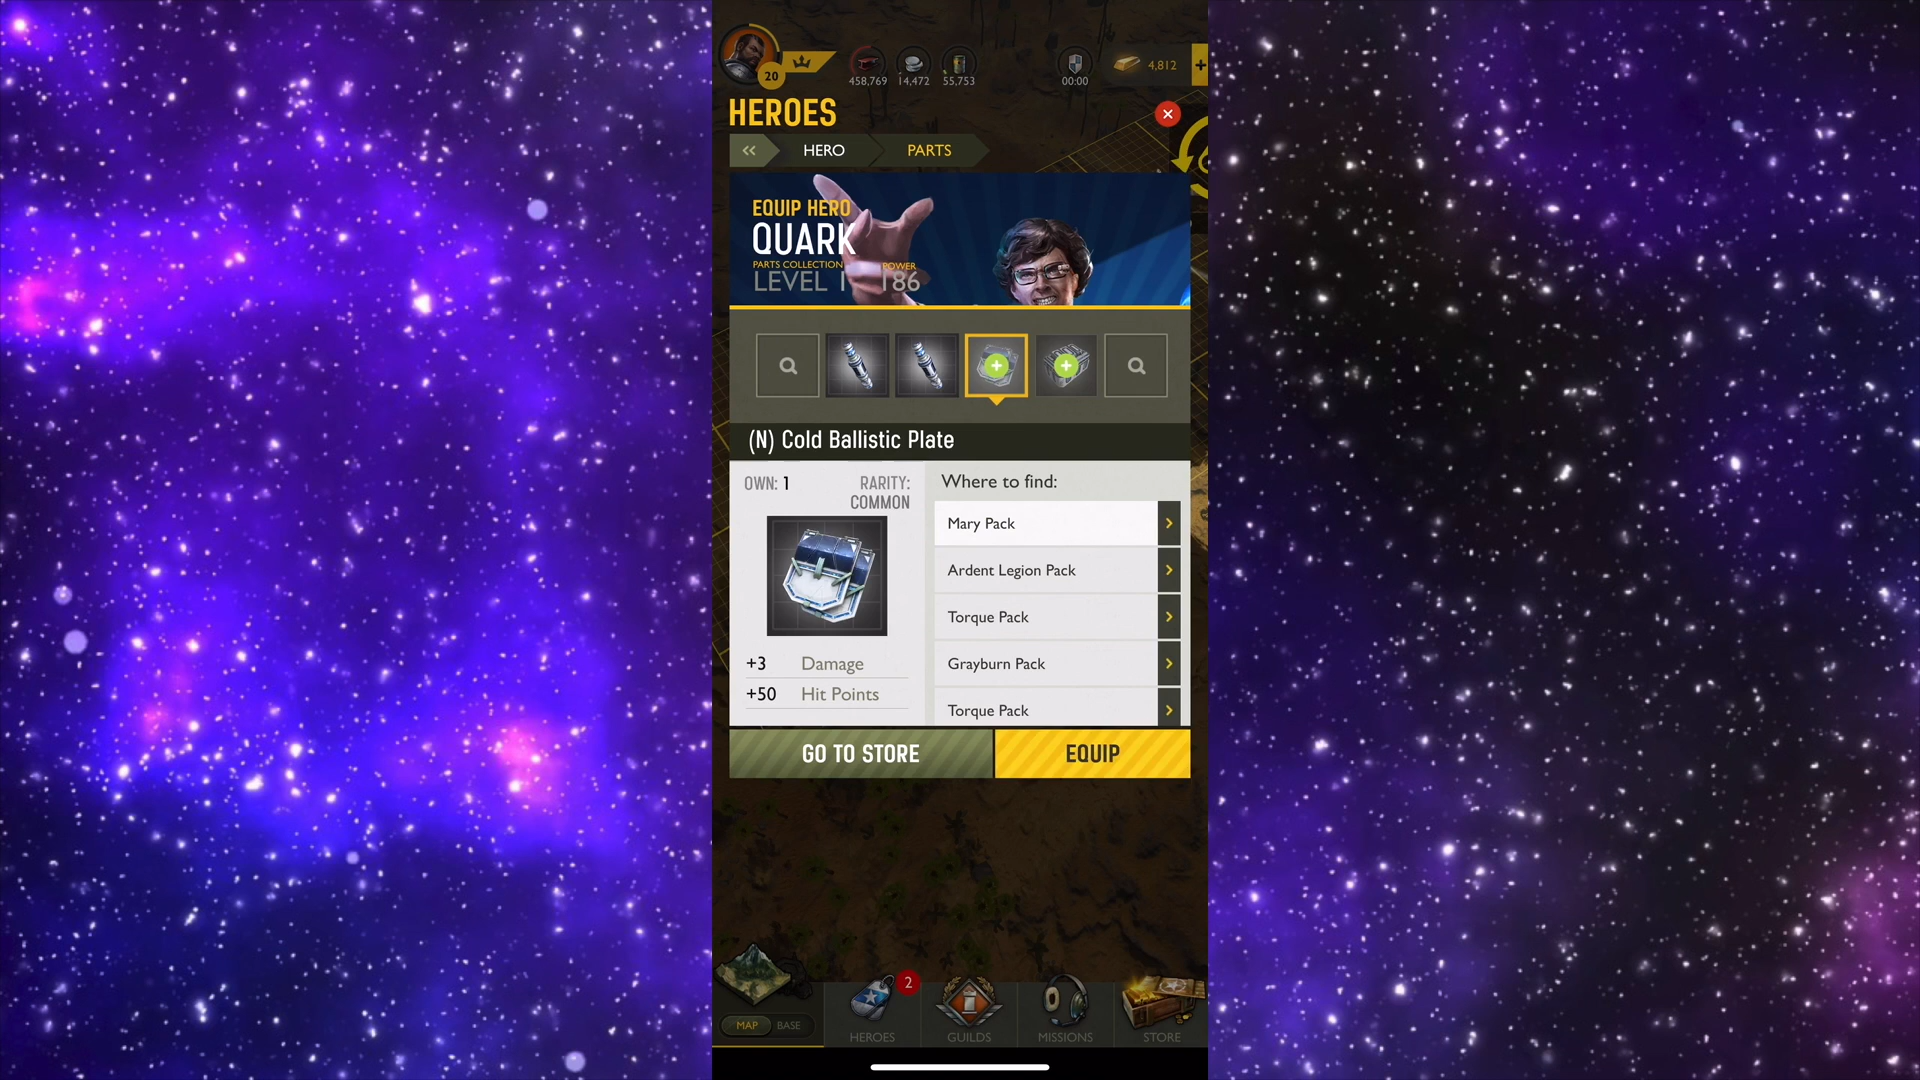 20
458,769
14,472
55,753
00:00
4,812
HEROES
HERO
PARTS
EQUIP HERO
QUARK
PARTS COLLECTION
POWER
LEVEL 1
186
(N) Cold Ballistic Plate
OWN: 1
RARITY:
COMMON
+3 Damage
+50 Hit Points
Where to find:
Mary Pack
Ardent Legion Pack
Torque Pack
Grayburn Pack
Torque Pack
GO TO STORE
EQUIP
MAP
BASE
2
HEROES
GUILDS
MISSIONS
STORE